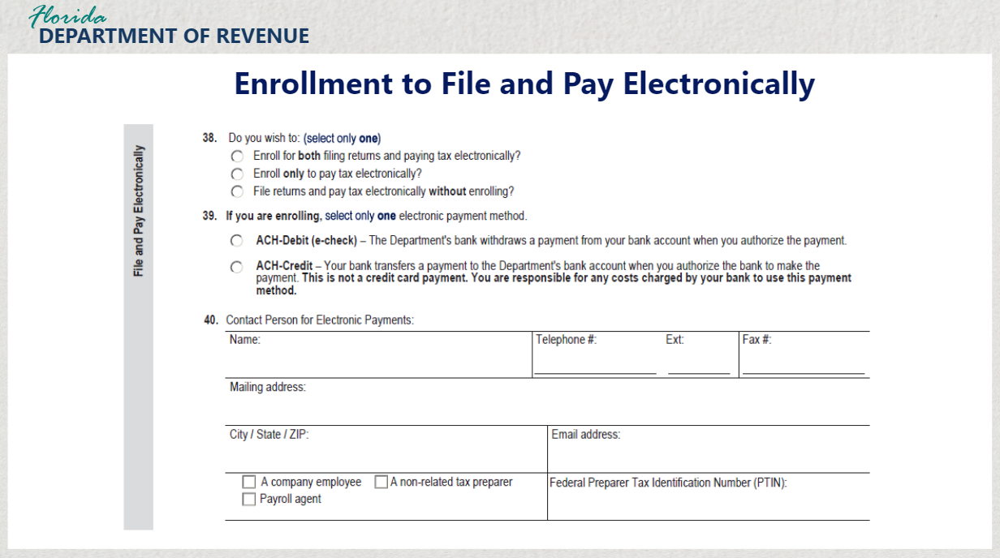 Florida
DEPARTMENT OF REVENUE
Enrollment to File and Pay Electronically
File and Pay Electronically
38. Do you wish to: (select only one)
Enroll for both filing returns and paying tax electronically?
Enroll only to pay tax electronically?
File returns and pay tax electronically without enrolling?
39. If you are enrolling, select only one electronic payment method.
ACH-Debit (e-check) – The Department's bank withdraws a payment from your bank account when you authorize the payment.
ACH-Credit – Your bank transfers a payment to the Department's bank account when you authorize the bank to make the
payment. This is not a credit card payment. You are responsible for any costs charged by your bank to use this payment
method.
40. Contact Person for Electronic Payments:
Name: Telephone #: Ext: Fax #:
Mailing address:
City / State / ZIP: Email address:
A company employee A non-related tax preparer Federal Preparer Tax Identification Number (PTIN):
Payroll agent